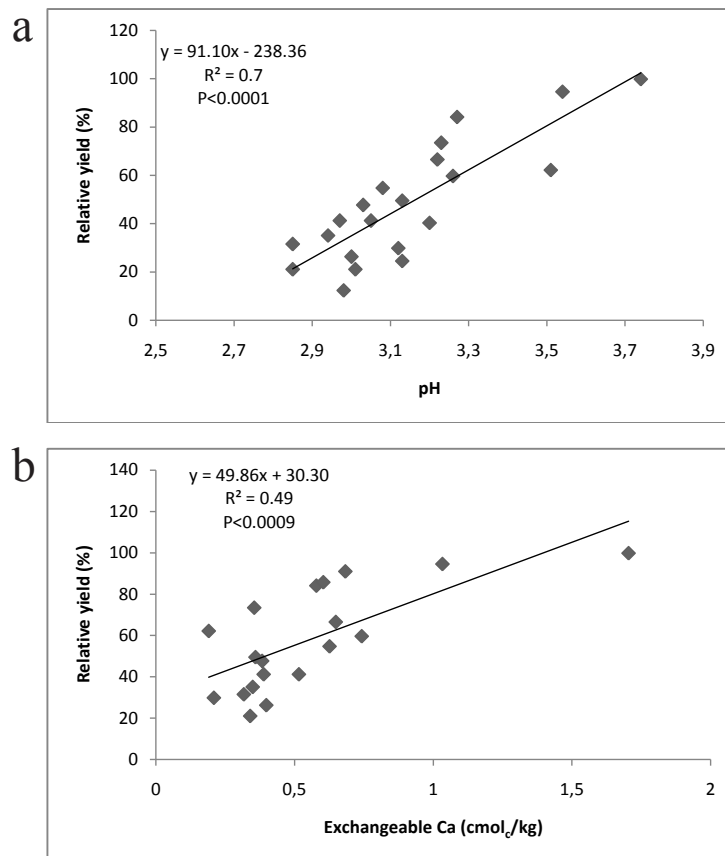 a
120
y = 91.10x - 238.36
R² = 0.7
P<0.0001
100
80
60
40
20
0
Relative yield (%)
2,5 2,7 2,9 3,1 3,3 3,5 3,7 3,9
pH
b
140
y = 49.86x + 30.30
R² = 0.49
P<0.0009
120
100
80
60
40
20
0
Relative yield (%)
0 0,5 1 1,5 2
Exchangeable Ca (cmolc/kg)